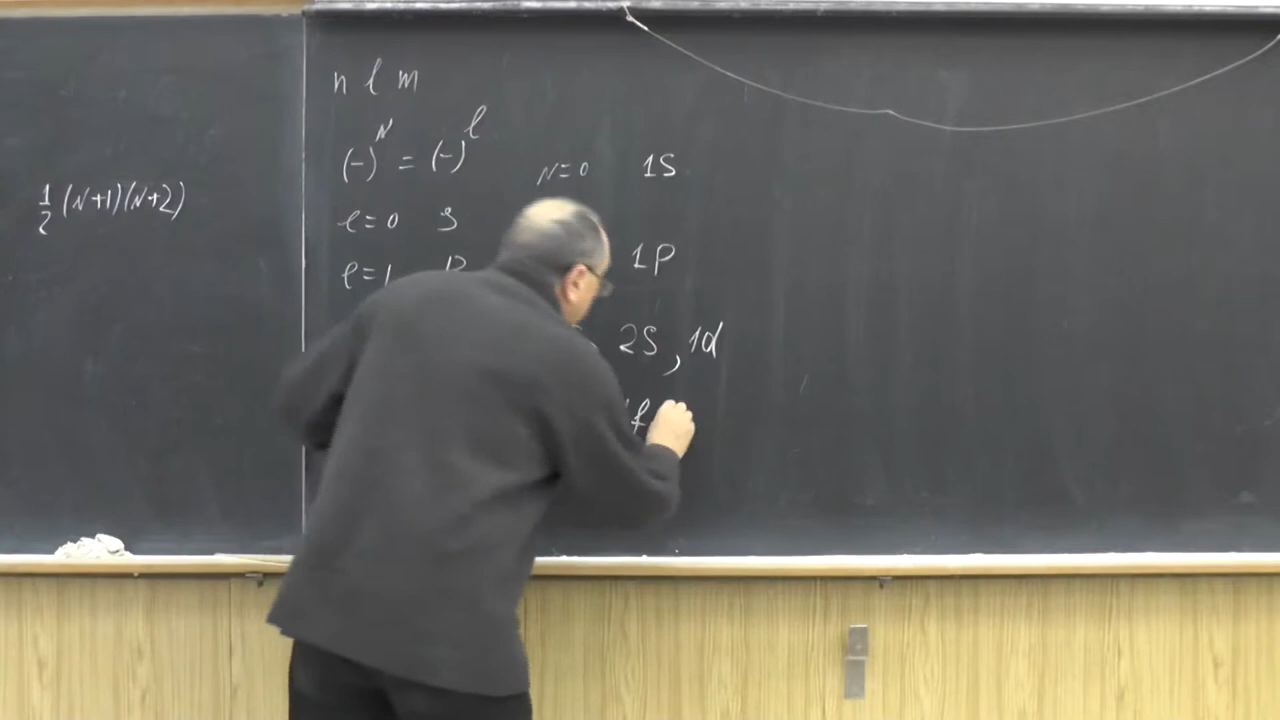 ½ (N+1)(N+2)
n l m
(-)^N = (-)^l
N=0 1S
l=0 S
1P
l=1 P
2S, 1d
1f